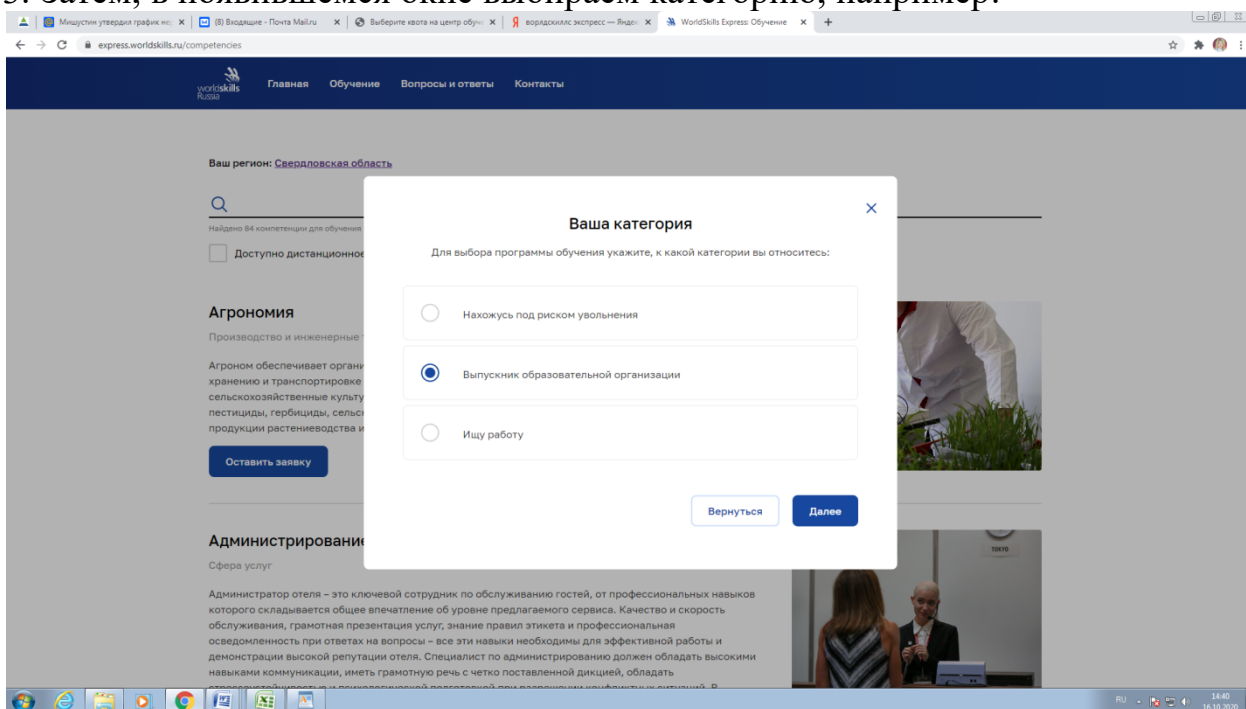 Затем, в появившемся окне выбираем категорию, например:
Мишустин утвердил график не
(8) Входящие - Почта Mail.ru
Выберите квота на центр обуч
ворлдскиллс экспресс — Яндек
WorldSkills Express: Обучение
express.worldskills.ru/competencies
worldskills
Russia
Главная Обучение Вопросы и ответы Контакты
Ваш регион: Свердловская область
Найдено 84 компетенции для обучения
Доступно дистанционное
Ваша категория
Для выбора программы обучения укажите, к какой категории вы относитесь:
Нахожусь под риском увольнения
Выпускник образовательной организации
Ищу работу
Вернуться
Далее
Агрономия
Производство и инженерные
Агроном обеспечивает органи
хранению и транспортировке
сельскохозяйственные культу
пестициды, гербициды, сельс
продукции растениеводства и
Оставить заявку
Администрирование
Сфера услуг
Администратор отеля – это ключевой сотрудник по обслуживанию гостей, от профессиональных навыков
которого складывается общее впечатление об уровне предлагаемого сервиса. Качество и скорость
обслуживания, грамотная презентация услуг, знание правил этикета и профессиональная
осведомленность при ответах на вопросы – все эти навыки необходимы для эффективной работы и
демонстрации высокой репутации отеля. Специалист по администрированию должен обладать высокими
навыками коммуникации, иметь грамотную речь с четко поставленной дикцией, обладать
стрессоустойчивостью и психологической подготовкой при разрешении конфликтных ситуаций. В
TOKYO
RU
14:40
16.10.2020